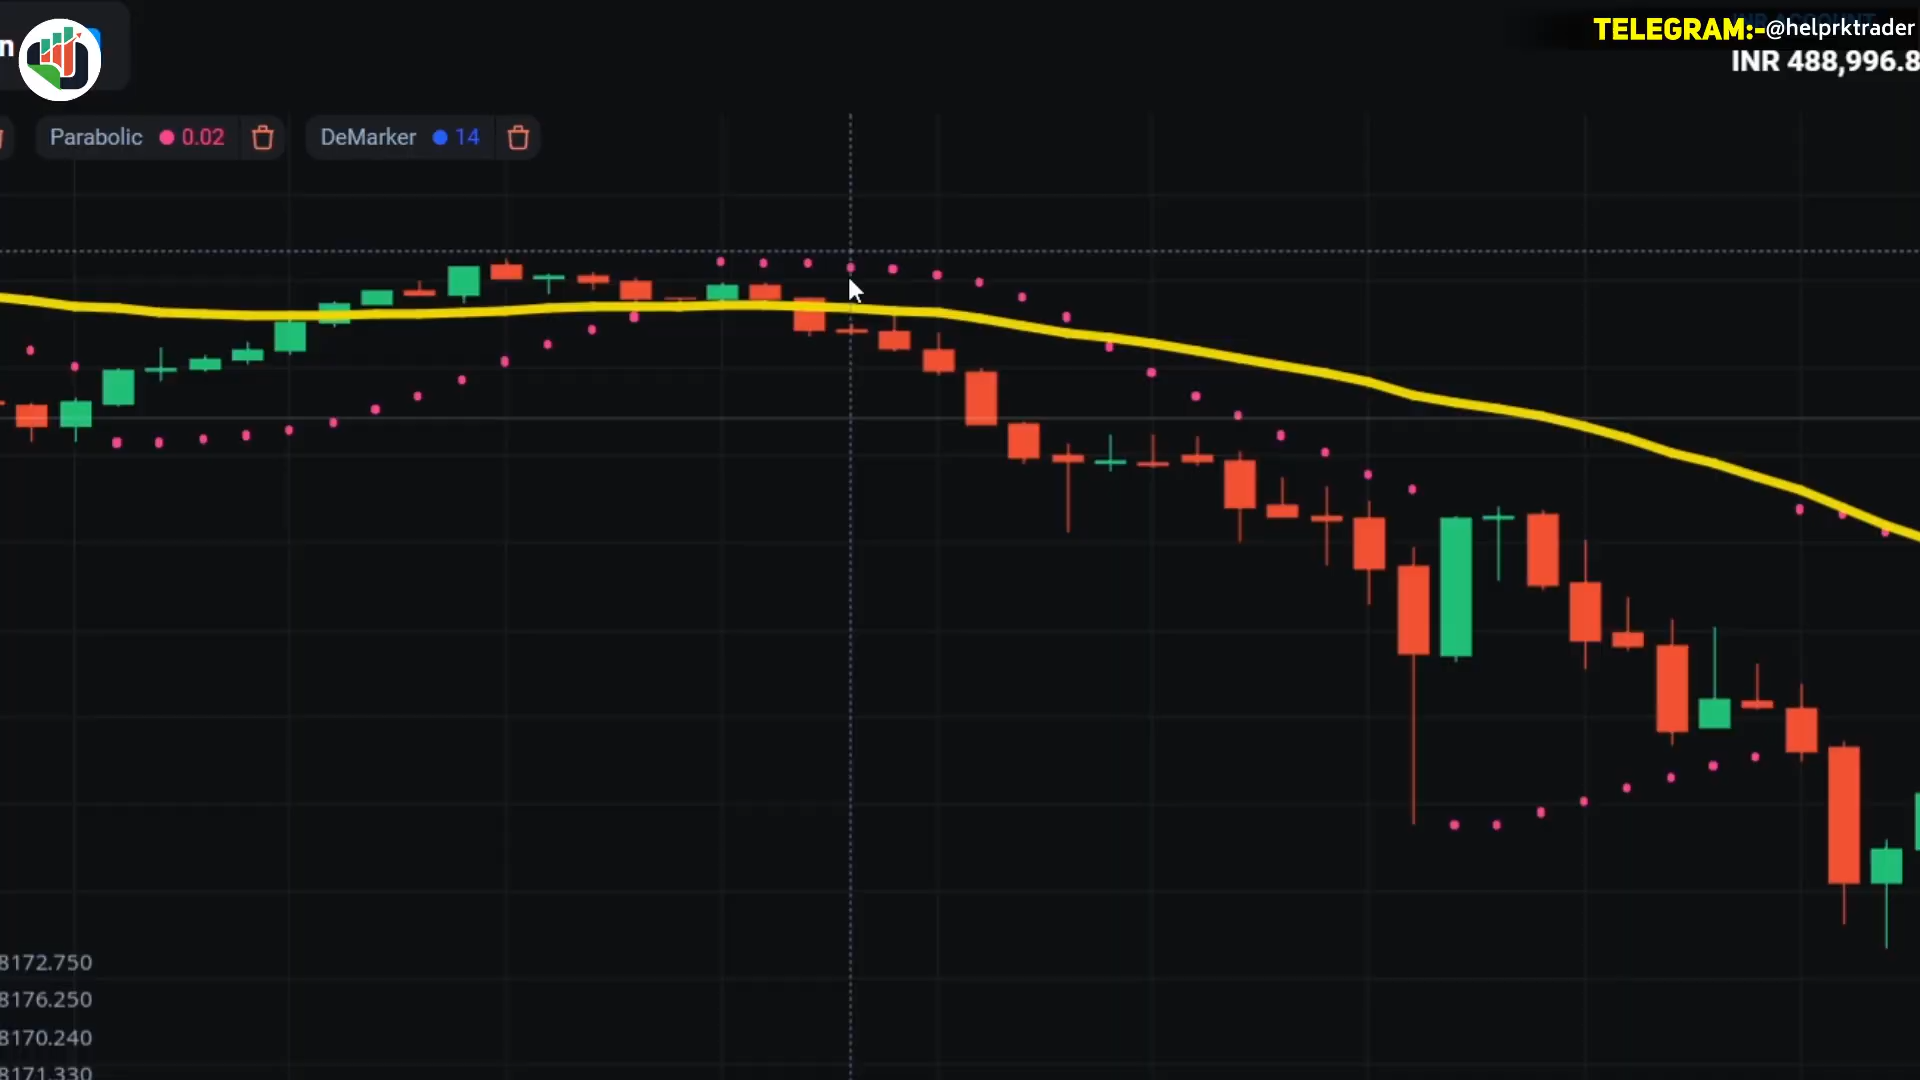 TELEGRAM:-@helprktrader
n
INR 488,996.8
Parabolic 0.02
DeMarker 14
8172.750
8176.250
8170.240
8171.330